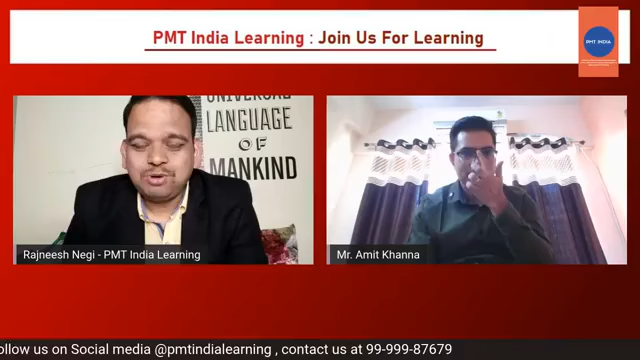 PMT India Learning : Join Us For Learning
PMT INDIA
UNIVERSAL
LANGUAGE
OF
MANKIND
Rajneesh Negi - PMT India Learning
Mr. Amit Khanna
ollow us on Social media @pmtindialearning , contact us at 99-999-87679